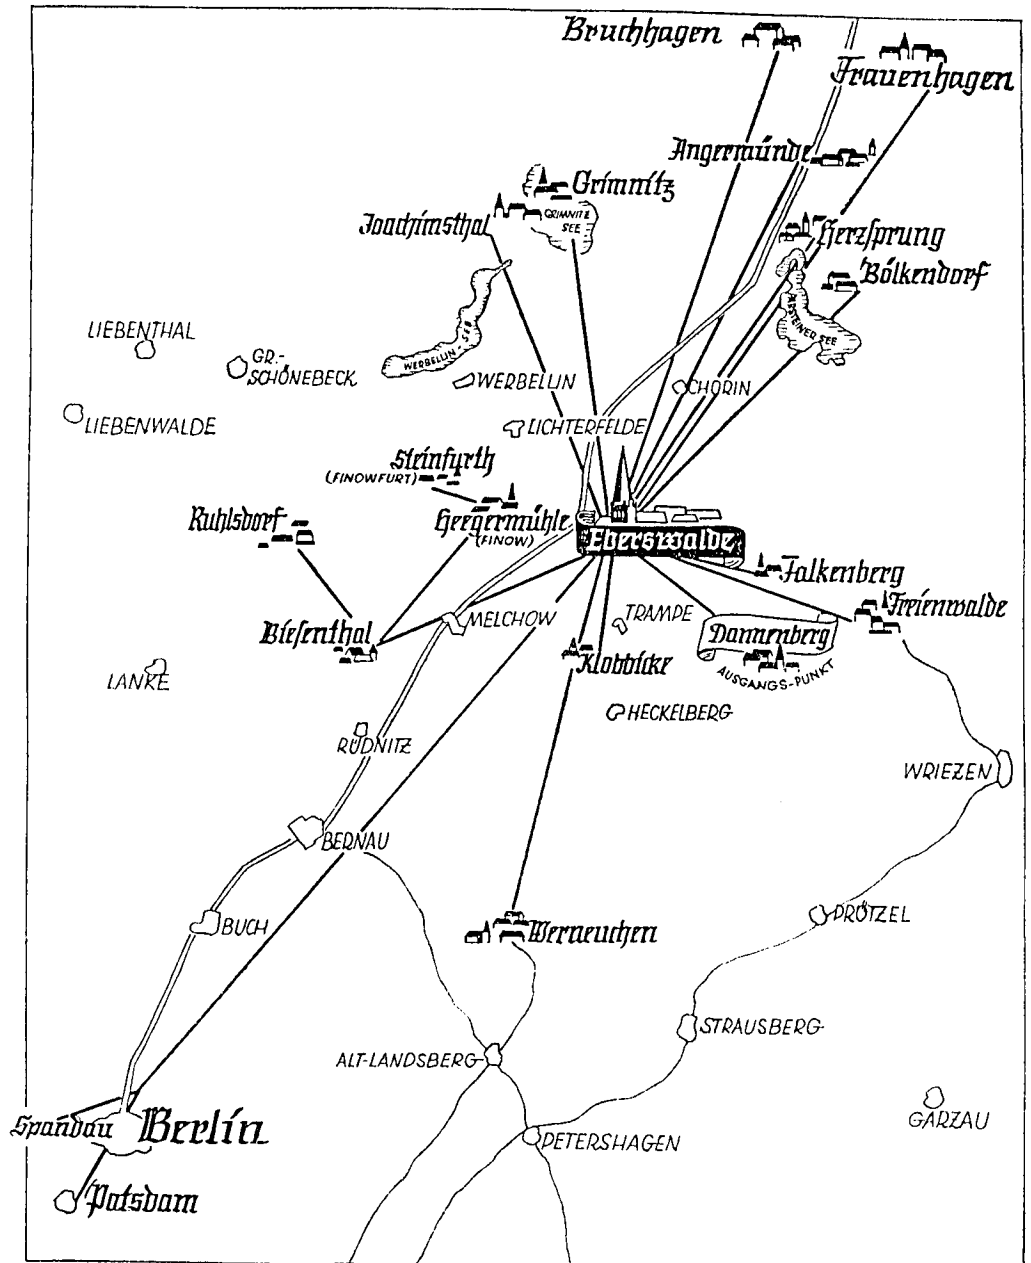 Bruchhagen
Frauenhagen
Angermünde
Grimnitz
GRIMNITZ
SEE
Joachimsthal
Herzsprung
Bölkendorf
PARSTEINER SEE
WERBELLIN-SEE
LIEBENTHAL
GR.-
SCHÖNEBECK
WERBELLIN
CHORIN
LIEBENWALDE
LICHTERFELDE
Steinfurth
(FINOWFURT)
Heegermühle
(FINOW)
Ruhlsdorf
Eberswalde
Falkenberg
Freienwalde
MELCHOW
TRAMPE
Biesenthal
Dannenberg
AUSGANGS-PUNKT
Klobbicke
LANKE
HECKELBERG
RÜDNITZ
WRIEZEN
BERNAU
PRÖTZEL
BUCH
Werneuchen
STRAUSBERG
ALT-LANDSBERG
GARZAU
Spandau
Berlin
PETERSHAGEN
Potsdam